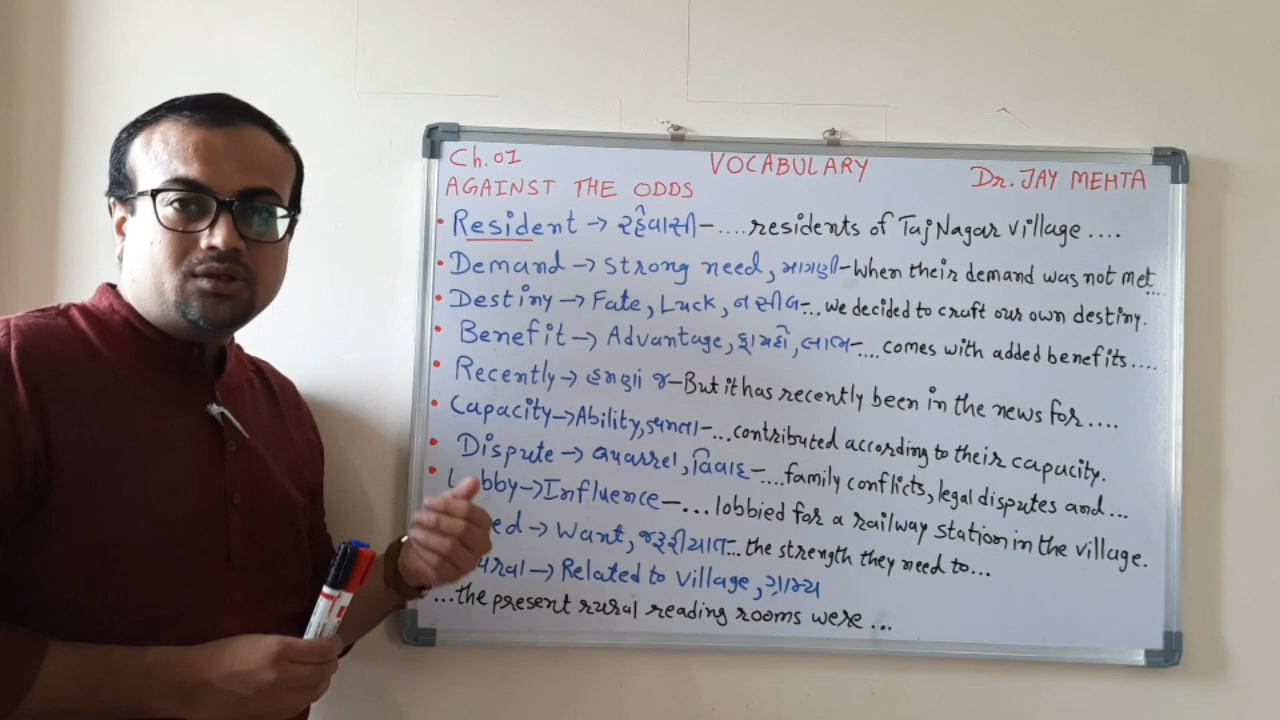 Ch.01
VOCABULARY
Dr. JAY MEHTA
AGAINST THE ODDS
Resident → રહેવાસી - ....residents of Taj Nagar village ....
Demand → Strong need, માગણી - When their demand was not met....
Destiny → Fate, Luck, નસીબ - ... we decided to craft our own destiny.
Benefit → Advantage, ફાયદો, લાભ - ....comes with added benefits....
Recently → હમણાં જ - But it has recently been in the news for ....
Capacity → Ability, ક્ષમતા - ...contributed according to their capacity.
Dispute → Quarrel, વિવાદ - ....family conflicts, legal disputes and...
Lobby → Influence - ...lobbied for a railway station in the village.
ed → Want, જરૂરીયાત - ...the strength they need to...
ural → Related to village, ગ્રામ્ય
...the present rural reading rooms were ...